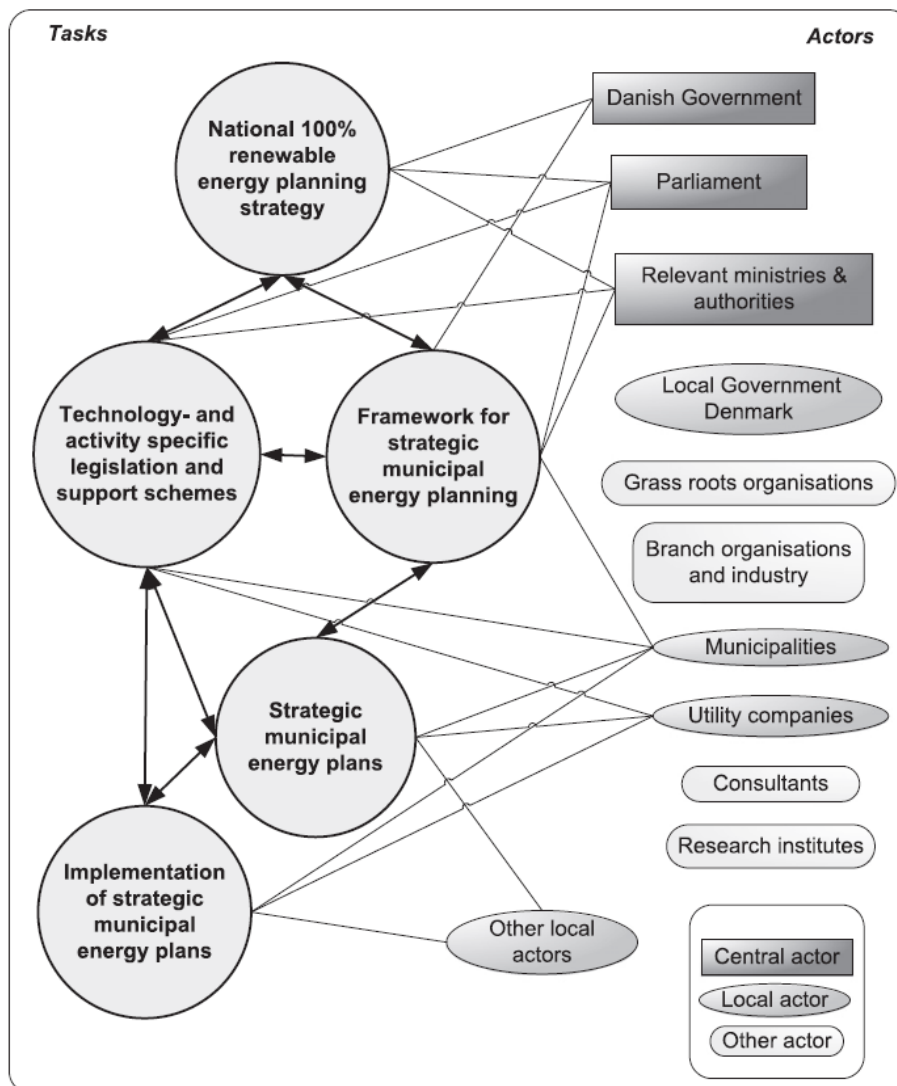 Tasks
Actors
National 100%
renewable
energy planning
strategy
Danish Government
Parliament
Relevant ministries &
authorities
Technology- and
activity specific
legislation and
support schemes
Framework for
strategic
municipal
energy planning
Local Government
Denmark
Grass roots organisations
Branch organisations
and industry
Municipalities
Strategic
municipal
energy plans
Utility companies
Consultants
Research institutes
Implementation
of strategic
municipal
energy plans
Other local
actors
Central actor
Local actor
Other actor